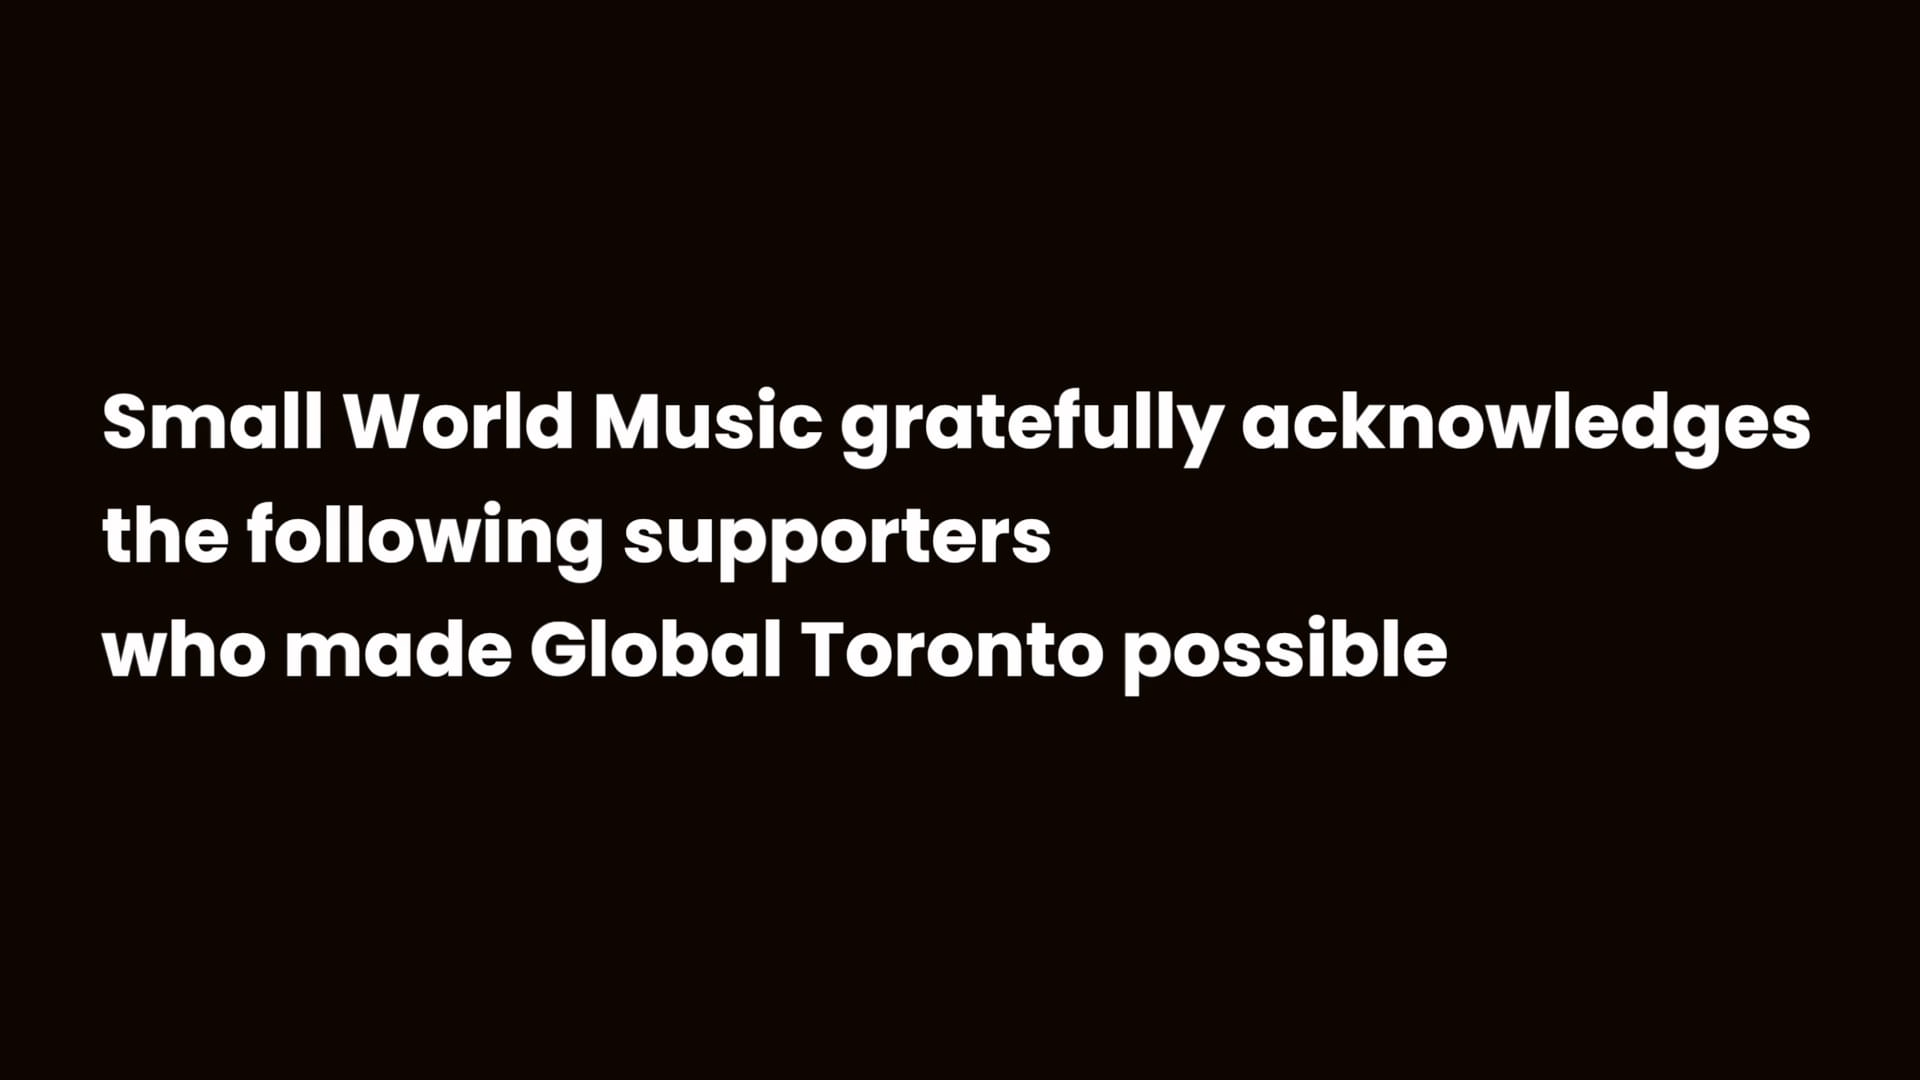 Small World Music gratefully acknowledges
the following supporters
who made Global Toronto possible